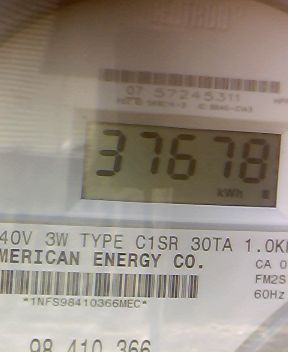 07 57245311
37678
kWh
40V 3W TYPE C1SR 30TA 1.0K
MERICAN ENERGY CO.
CA 0
FM2S
60Hz
*1NFS98410366MEC*
98 410 366